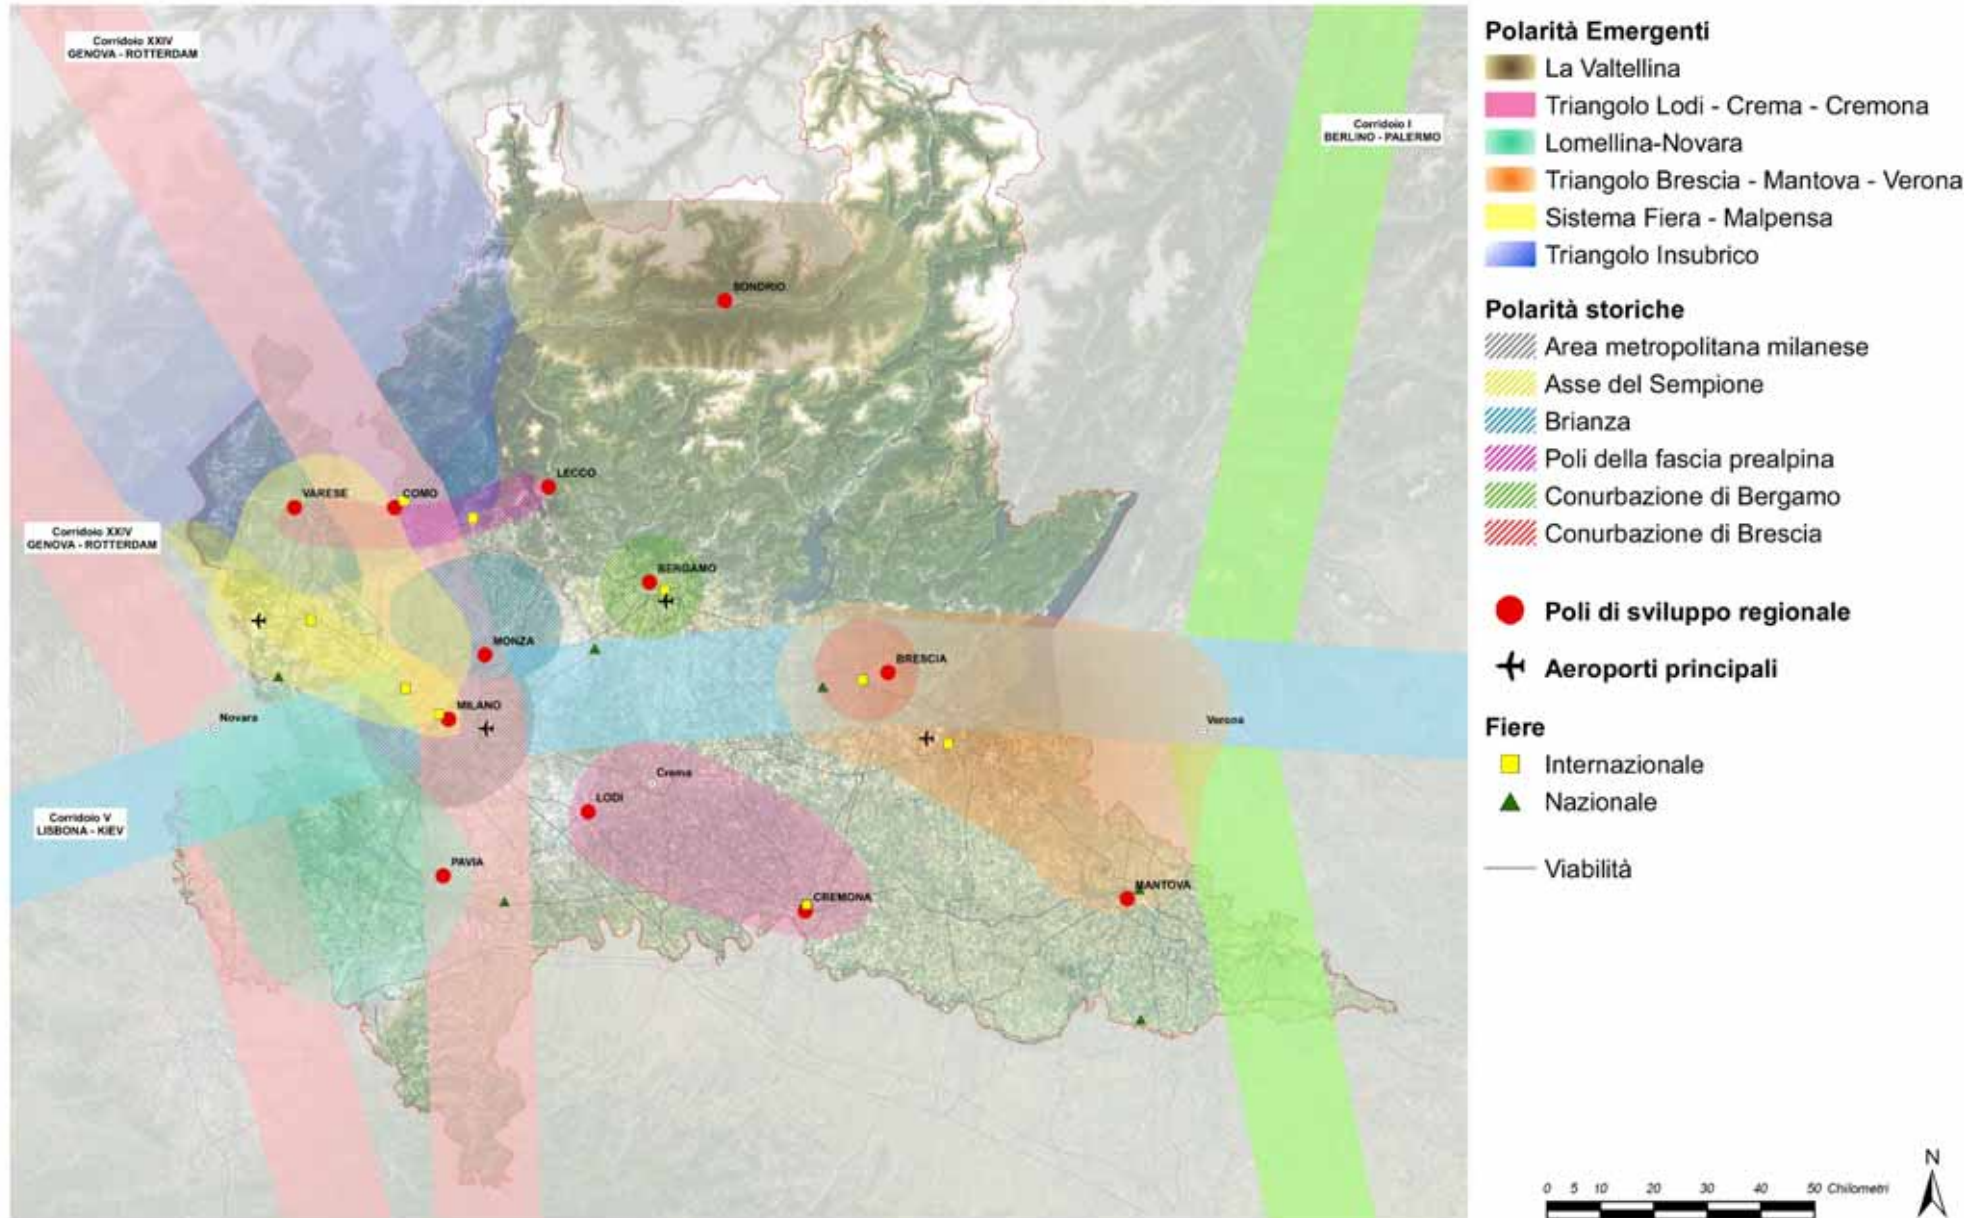 Corridoio XXIV
GENOVA - ROTTERDAM
Corridoio I
BERLINO - PALERMO
SONDRIO
LECCO
VARESE
COMO
Corridoio XXIV
GENOVA - ROTTERDAM
BERGAMO
MONZA
BRESCIA
MILANO
Novara
Verona
Crema
LODI
Corridoio V
LISBONA - KIEV
PAVIA
CREMONA
MANTOVA
Polarità Emergenti
La Valtellina
Triangolo Lodi - Crema - Cremona
Lomellina-Novara
Triangolo Brescia - Mantova - Verona
Sistema Fiera - Malpensa
Triangolo Insubrico
Polarità storiche
Area metropolitana milanese
Asse del Sempione
Brianza
Poli della fascia prealpina
Conurbazione di Bergamo
Conurbazione di Brescia
Poli di sviluppo regionale
Aeroporti principali
Fiere
Internazionale
Nazionale
Viabilità
N
0 5 10 20 30 40 50 Chilometri